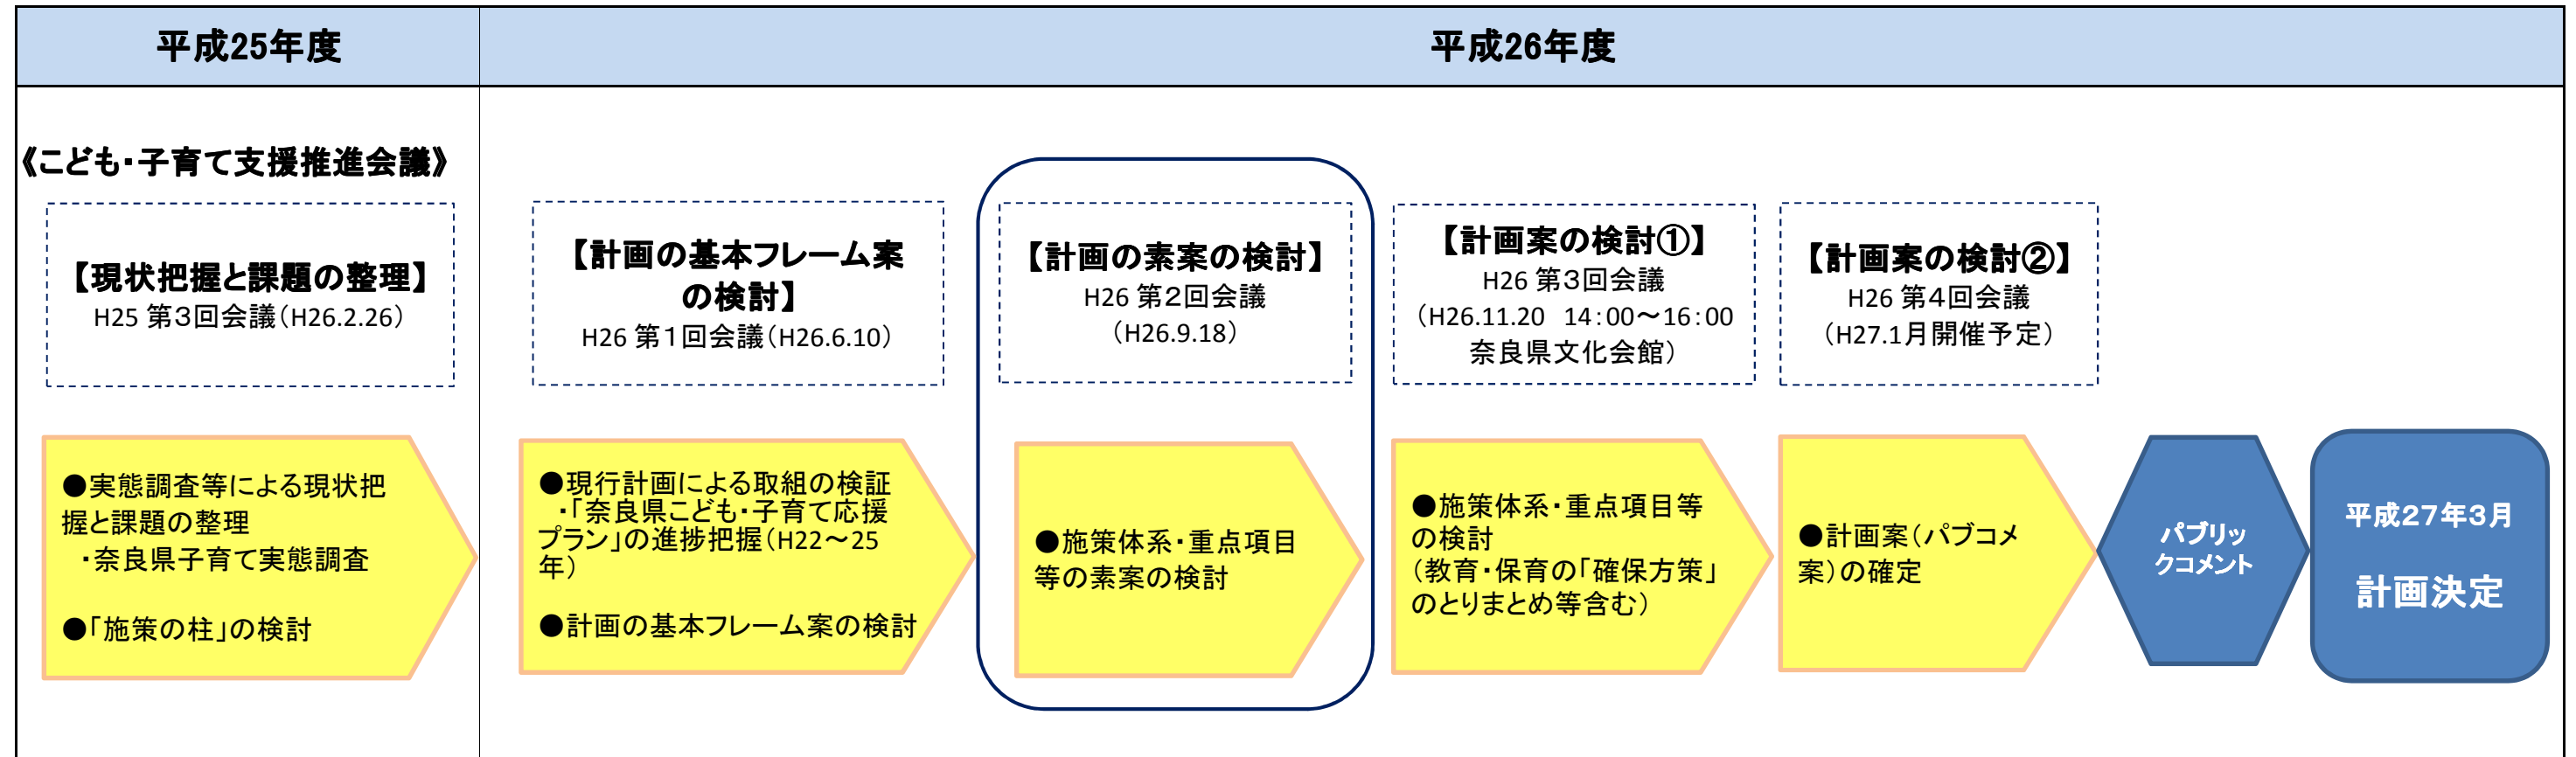 平成25年度
平成26年度
《こども・子育て支援推進会議》
【現状把握と課題の整理】
H25 第３回会議（H26.2.26）
【計画の基本フレーム案
の検討】
H26 第１回会議（H26.6.10）
【計画の素案の検討】
H26 第２回会議
（H26.9.18）
【計画案の検討①】
H26 第３回会議
（H26.11.20　14：00～16：00
奈良県文化会館）
【計画案の検討②】
H26 第４回会議
（H27.1月開催予定）
●実態調査等による現状把
握と課題の整理
・奈良県子育て実態調査
●「施策の柱」の検討
●現行計画による取組の検証
・「奈良県こども・子育て応援
プラン」の進捗把握（H22～25
年）
●計画の基本フレーム案の検討
●施策体系・重点項目
等の素案の検討
●施策体系・重点項目等
の検討
（教育・保育の「確保方策」
のとりまとめ等含む）
●計画案（パブコメ
案）の確定
パブリッ
クコメント
平成２７年３月
計画決定